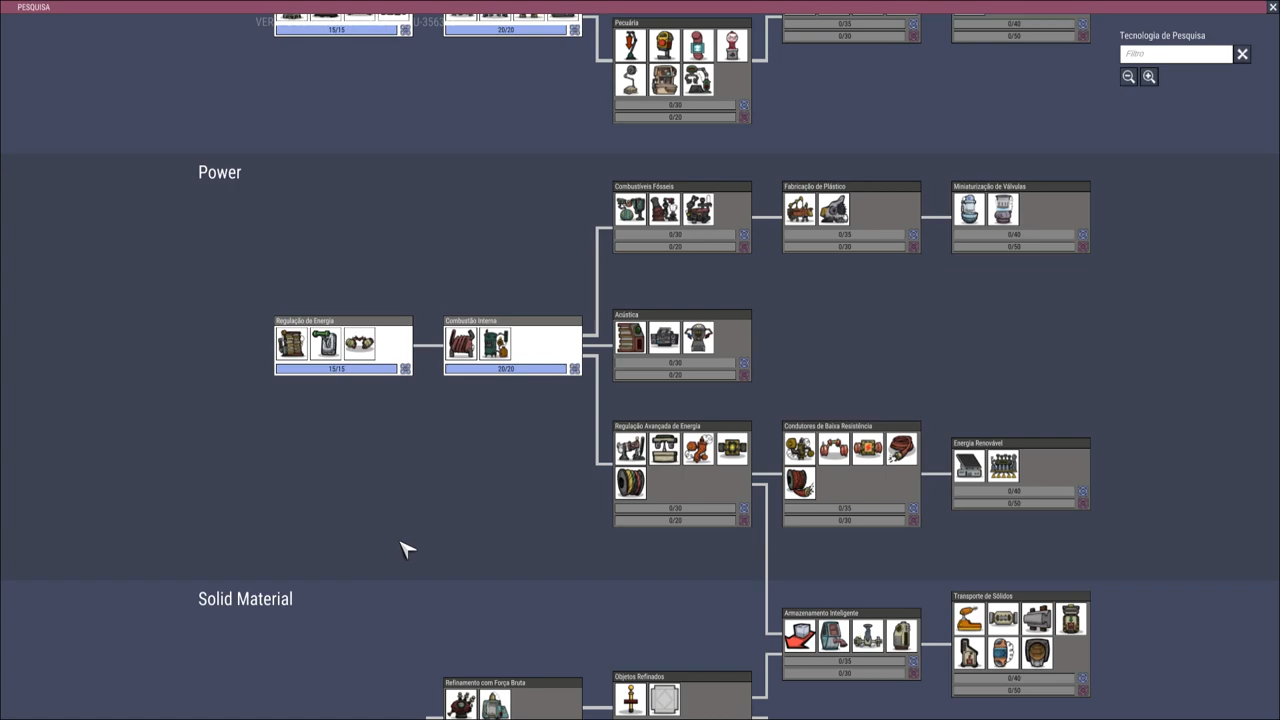 PESQUISA
VER
U-3563
15/15
20/20
Pecuária
0/30
0/20
0/35
0/30
0/40
0/50
Tecnologia de Pesquisa
Filtro
Power
Combustíveis Fósseis
0/30
0/20
Fabricação de Plástico
0/35
0/30
Miniaturização de Válvulas
0/40
0/50
Regulação de Energia
15/15
Combustão Interna
20/20
Acústica
0/30
0/20
Regulação Avançada de Energia
0/30
0/20
Condutores de Baixa Resistência
0/35
0/30
Energia Renovável
0/40
0/50
Solid Material
Armazenamento Inteligente
0/35
0/30
Transporte de Sólidos
0/40
0/50
Refinamento com Força Bruta
Objetos Refinados